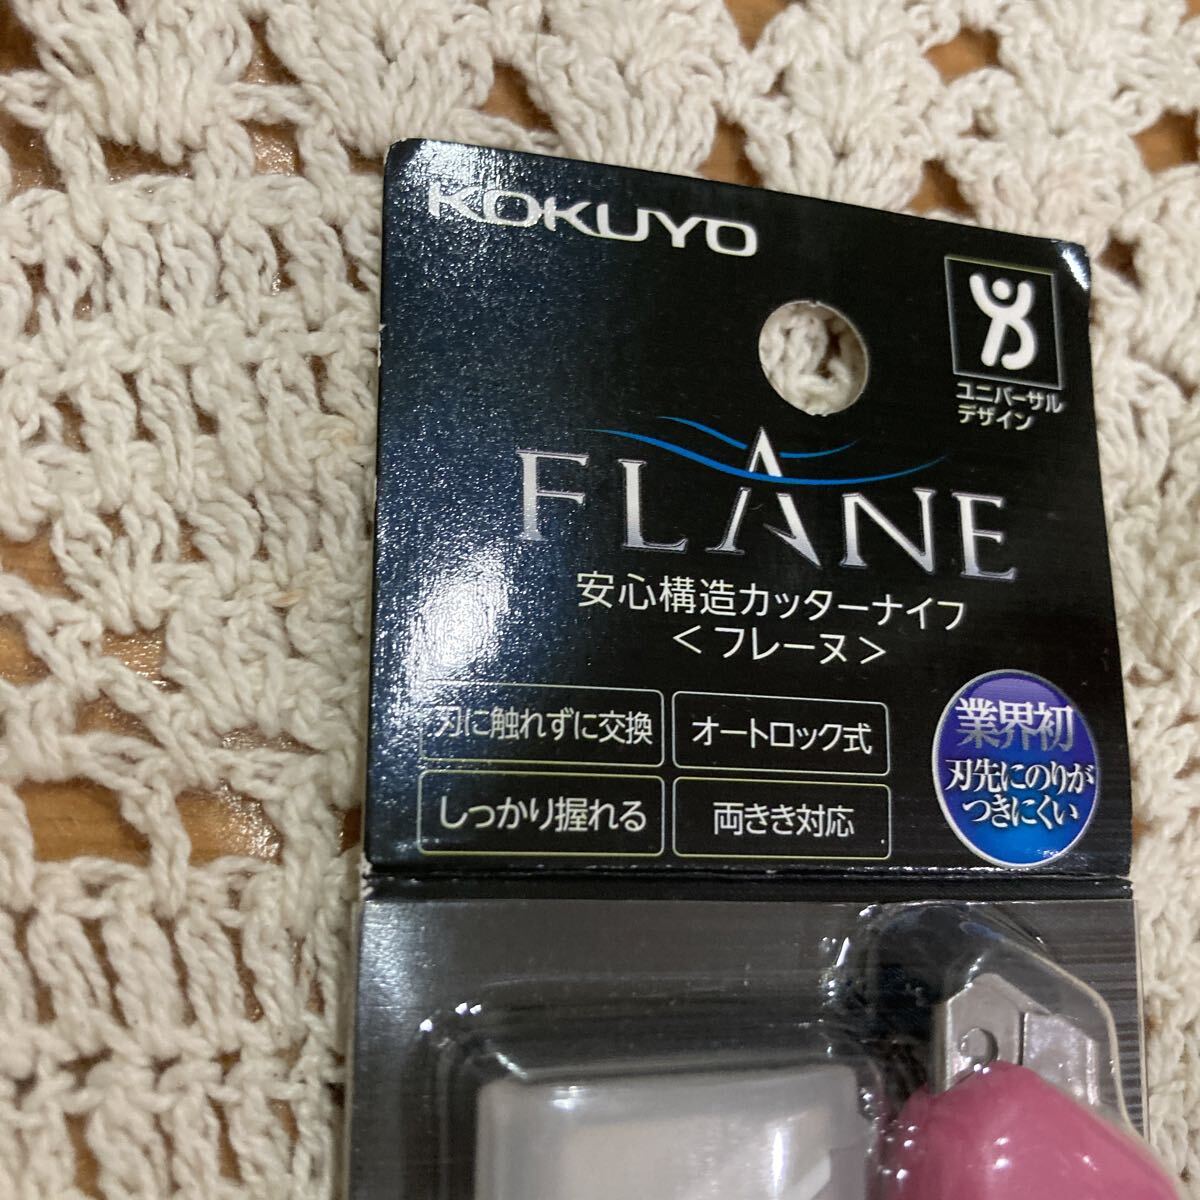 KOKUYO
ユニバーサル
デザイン
FLANE
安心構造カッターナイフ
＜フレーヌ＞
刃に触れずに交換
オートロック式
しっかり握れる
両きき対応
業界初
刃先にのりが
つきにくい